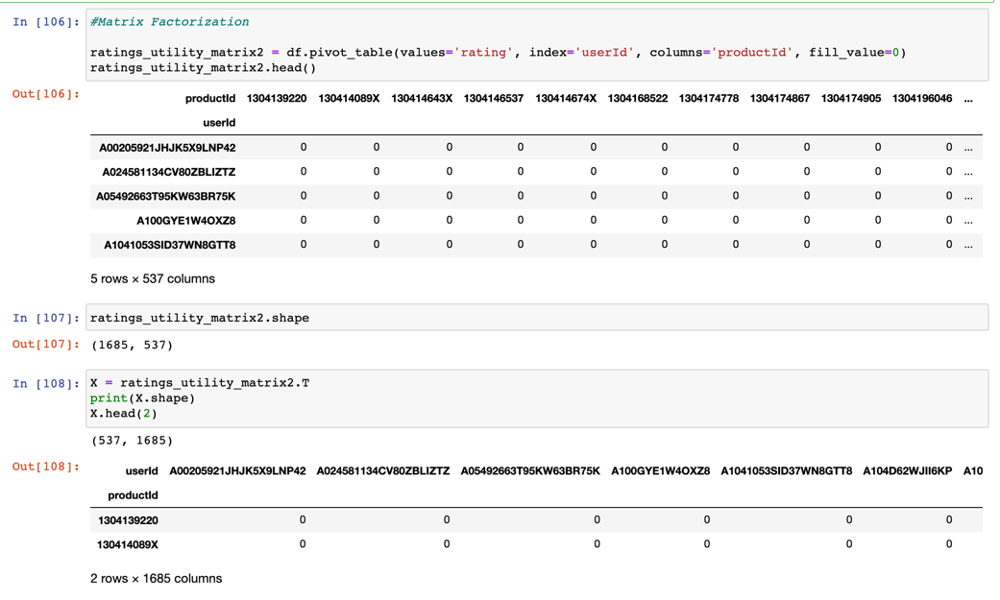 In [106]: #Matrix Factorization
ratings_utility_matrix2 = df.pivot_table(values='rating', index='userId', columns='productId', fill_value=0)
ratings_utility_matrix2.head()
Out[106]: productId 1304139220 130414089X 130414643X 1304146537 130414674X 1304168522 1304174778 1304174867 1304174905 1304196046 ...
userId
A00205921JHJK5X9LNP42 0 0 0 0 0 0 0 0 0 0 ...
A024581134CV80ZBLIZTZ 0 0 0 0 0 0 0 0 0 0 ...
A05492663T95KW63BR75K 0 0 0 0 0 0 0 0 0 0 ...
A100GYE1W4OXZ8 0 0 0 0 0 0 0 0 0 0 ...
A1041053SID37WN8GTT8 0 0 0 0 0 0 0 0 0 0 ...
5 rows × 537 columns
In [107]: ratings_utility_matrix2.shape
Out[107]: (1685, 537)
In [108]: X = ratings_utility_matrix2.T
print(X.shape)
X.head(2)
(537, 1685)
Out[108]: userId A00205921JHJK5X9LNP42 A024581134CV80ZBLIZTZ A05492663T95KW63BR75K A100GYE1W4OXZ8 A1041053SID37WN8GTT8 A104D62WJII6KP A10
productId
1304139220 0 0 0 0 0 0
130414089X 0 0 0 0 0 0
2 rows × 1685 columns